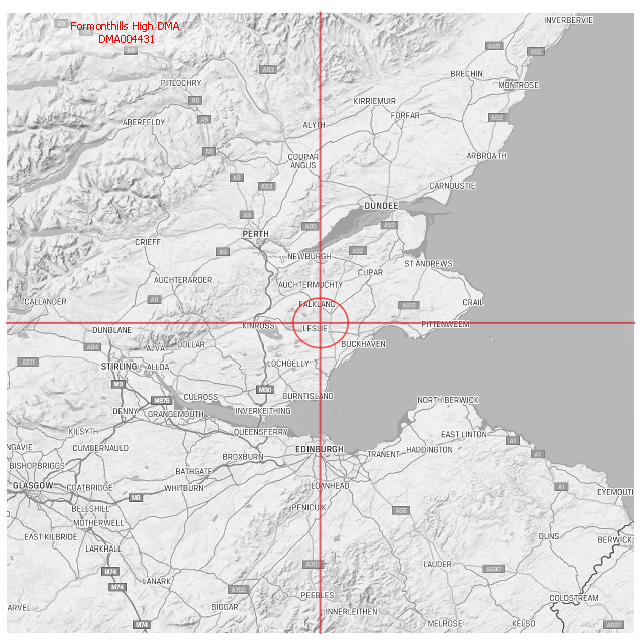 Formonthills High DMA
DMA004431
INVERBERVIE
A9
A90
A92
A93
BRECHIN
MONTROSE
PITLOCHRY
A9
KIRRIEMUIR
FORFAR
ABERFELDY
A9
A92
ALYTH
A9
COUPAR
ANGUS
ARBROATH
A9
A93
CARNOUSTIE
DUNDEE
A9
A90
A92
PERTH
CRIEFF
A9
A92
NEWBURGH
ST ANDREWS
CUPAR
AUCHTERARDER
AUCHTERMUCHTY
CALLANDER
A9
FALKLAND
A915
CRAIL
DUNBLANE
KINROSS
LESLIE
PITTENWEEM
A84
ALVA
DOLLAR
BUCKHAVEN
A811
STIRLING
ALLOA
LOCHGELLY
M9
M90
CULROSS
BURNTISLAND
M876
NORTH BERWICK
DENNY
GRANGEMOUTH
INVERKEITHING
KILSYTH
QUEENSFERRY
EAST LINTON
A1
NGAVIE
CUMBERNAULD
EDINBURGH
HADDINGTON
A1
BROXBURN
TRANENT
BISHOPBRIGGS
BATHGATE
GLASGOW
COATBRIDGE
WHITBURN
LOANHEAD
A1
EYEMOUTH
M8
BELLSHILL
PENICUIK
A68
MOTHERWELL
EAST KILBRIDE
DUNS
BERWICK
LARKHALL
M74
A703
LAUDER
A697
LANARK
M74
A702
PEEBLES
COLDSTREAM
ARVEL
BIGGAR
INNERLEITHEN
M74
MELROSE
KELSO
A697